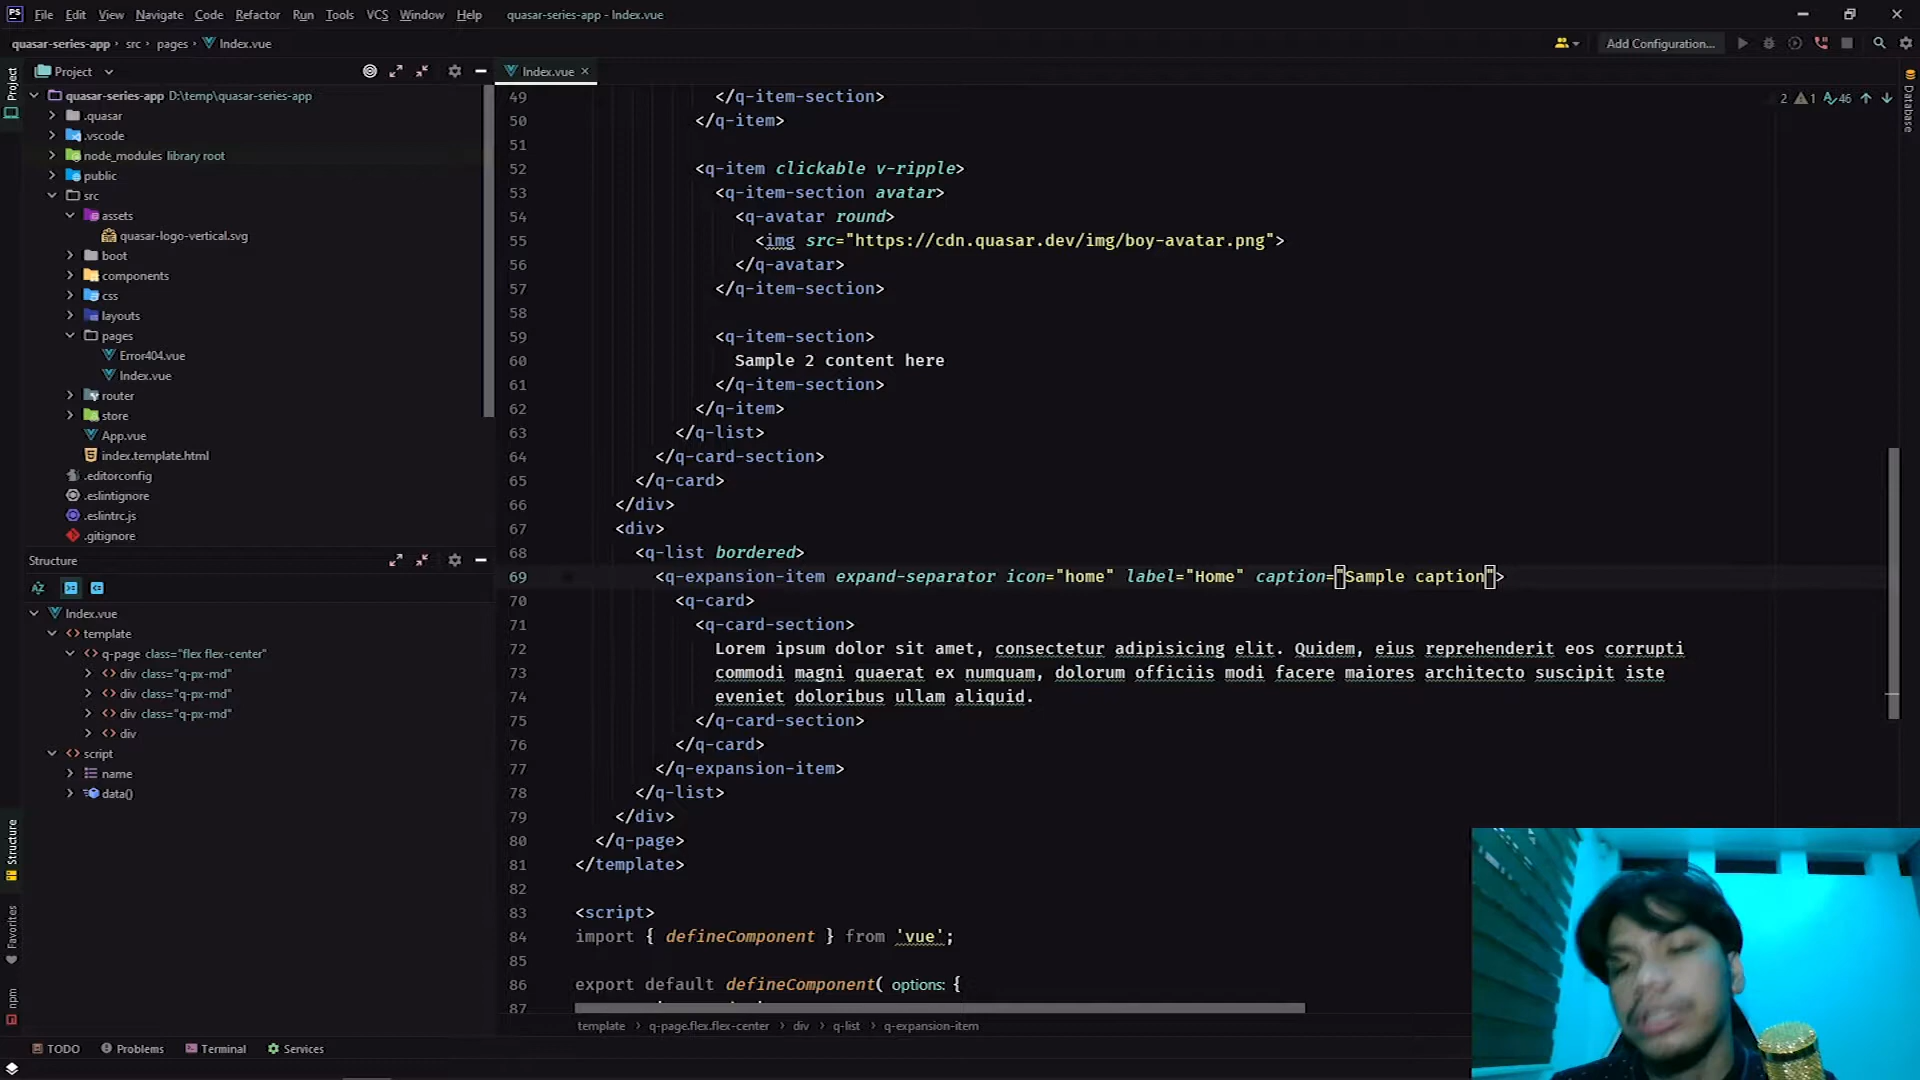 PS File Edit View Navigate Code Refactor Run Tools VCS Window Help quasar-series-app - Index.vue
quasar-series-app > src > pages > Index.vue
Add Configuration...
Project
Project
quasar-series-app D:\temp\quasar-series-app
.quasar
.vscode
node_modules library root
public
src
assets
quasar-logo-vertical.svg
boot
components
css
layouts
pages
Error404.vue
Index.vue
router
store
App.vue
index.template.html
.editorconfig
.eslintignore
.eslintrc.js
.gitignore
Structure
Index.vue
template
q-page class="flex flex-center"
div class="q-px-md"
div class="q-px-md"
div class="q-px-md"
div
script
name
data()
Structure
Favorites
npm
Index.vue
2 1 46
Database
49 </q-item-section>
50 </q-item>
51
52 <q-item clickable v-ripple>
53 <q-item-section avatar>
54 <q-avatar round>
55 <img src="https://cdn.quasar.dev/img/boy-avatar.png">
56 </q-avatar>
57 </q-item-section>
58
59 <q-item-section>
60 Sample 2 content here
61 </q-item-section>
62 </q-item>
63 </q-list>
64 </q-card-section>
65 </q-card>
66 </div>
67 <div>
68 <q-list bordered>
69 <q-expansion-item expand-separator icon="home" label="Home" caption="Sample caption">
70 <q-card>
71 <q-card-section>
72 Lorem ipsum dolor sit amet, consectetur adipisicing elit. Quidem, eius reprehenderit eos corrupti
73 commodi magni quaerat ex numquam, dolorum officiis modi facere maiores architecto suscipit iste
74 eveniet doloribus ullam aliquid.
75 </q-card-section>
76 </q-card>
77 </q-expansion-item>
78 </q-list>
79 </div>
80 </q-page>
81 </template>
82
83 <script>
84 import { defineComponent } from 'vue';
85
86 export default defineComponent( options: {
87
template > q-page.flex.flex-center > div > q-list > q-expansion-item
TODO Problems Terminal Services